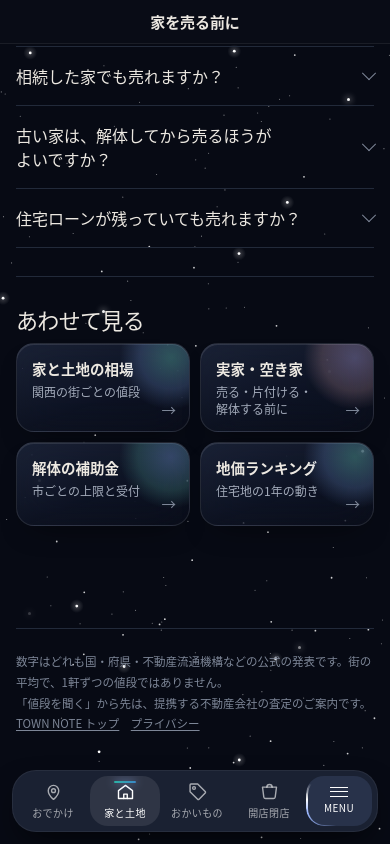 家を売る前に
相続した家でも売れますか？
古い家は、解体してから売るほうが
よいですか？
住宅ローンが残っていても売れますか？
あわせて見る
家と土地の相場
関西の街ごとの値段
→
実家・空き家
売る・片付ける・
解体する前に
→
解体の補助金
市ごとの上限と受付
→
地価ランキング
住宅地の1年の動き
→
数字はどれも国・府県・不動産流通機構などの公式の発表です。街の
平均で、1軒ずつの値段ではありません。
「値段を聞く」から先は、提携する不動産会社の査定のご案内です。
TOWN NOTE トップ プライバシー
おでかけ
家と土地
おかいもの
開店閉店
MENU